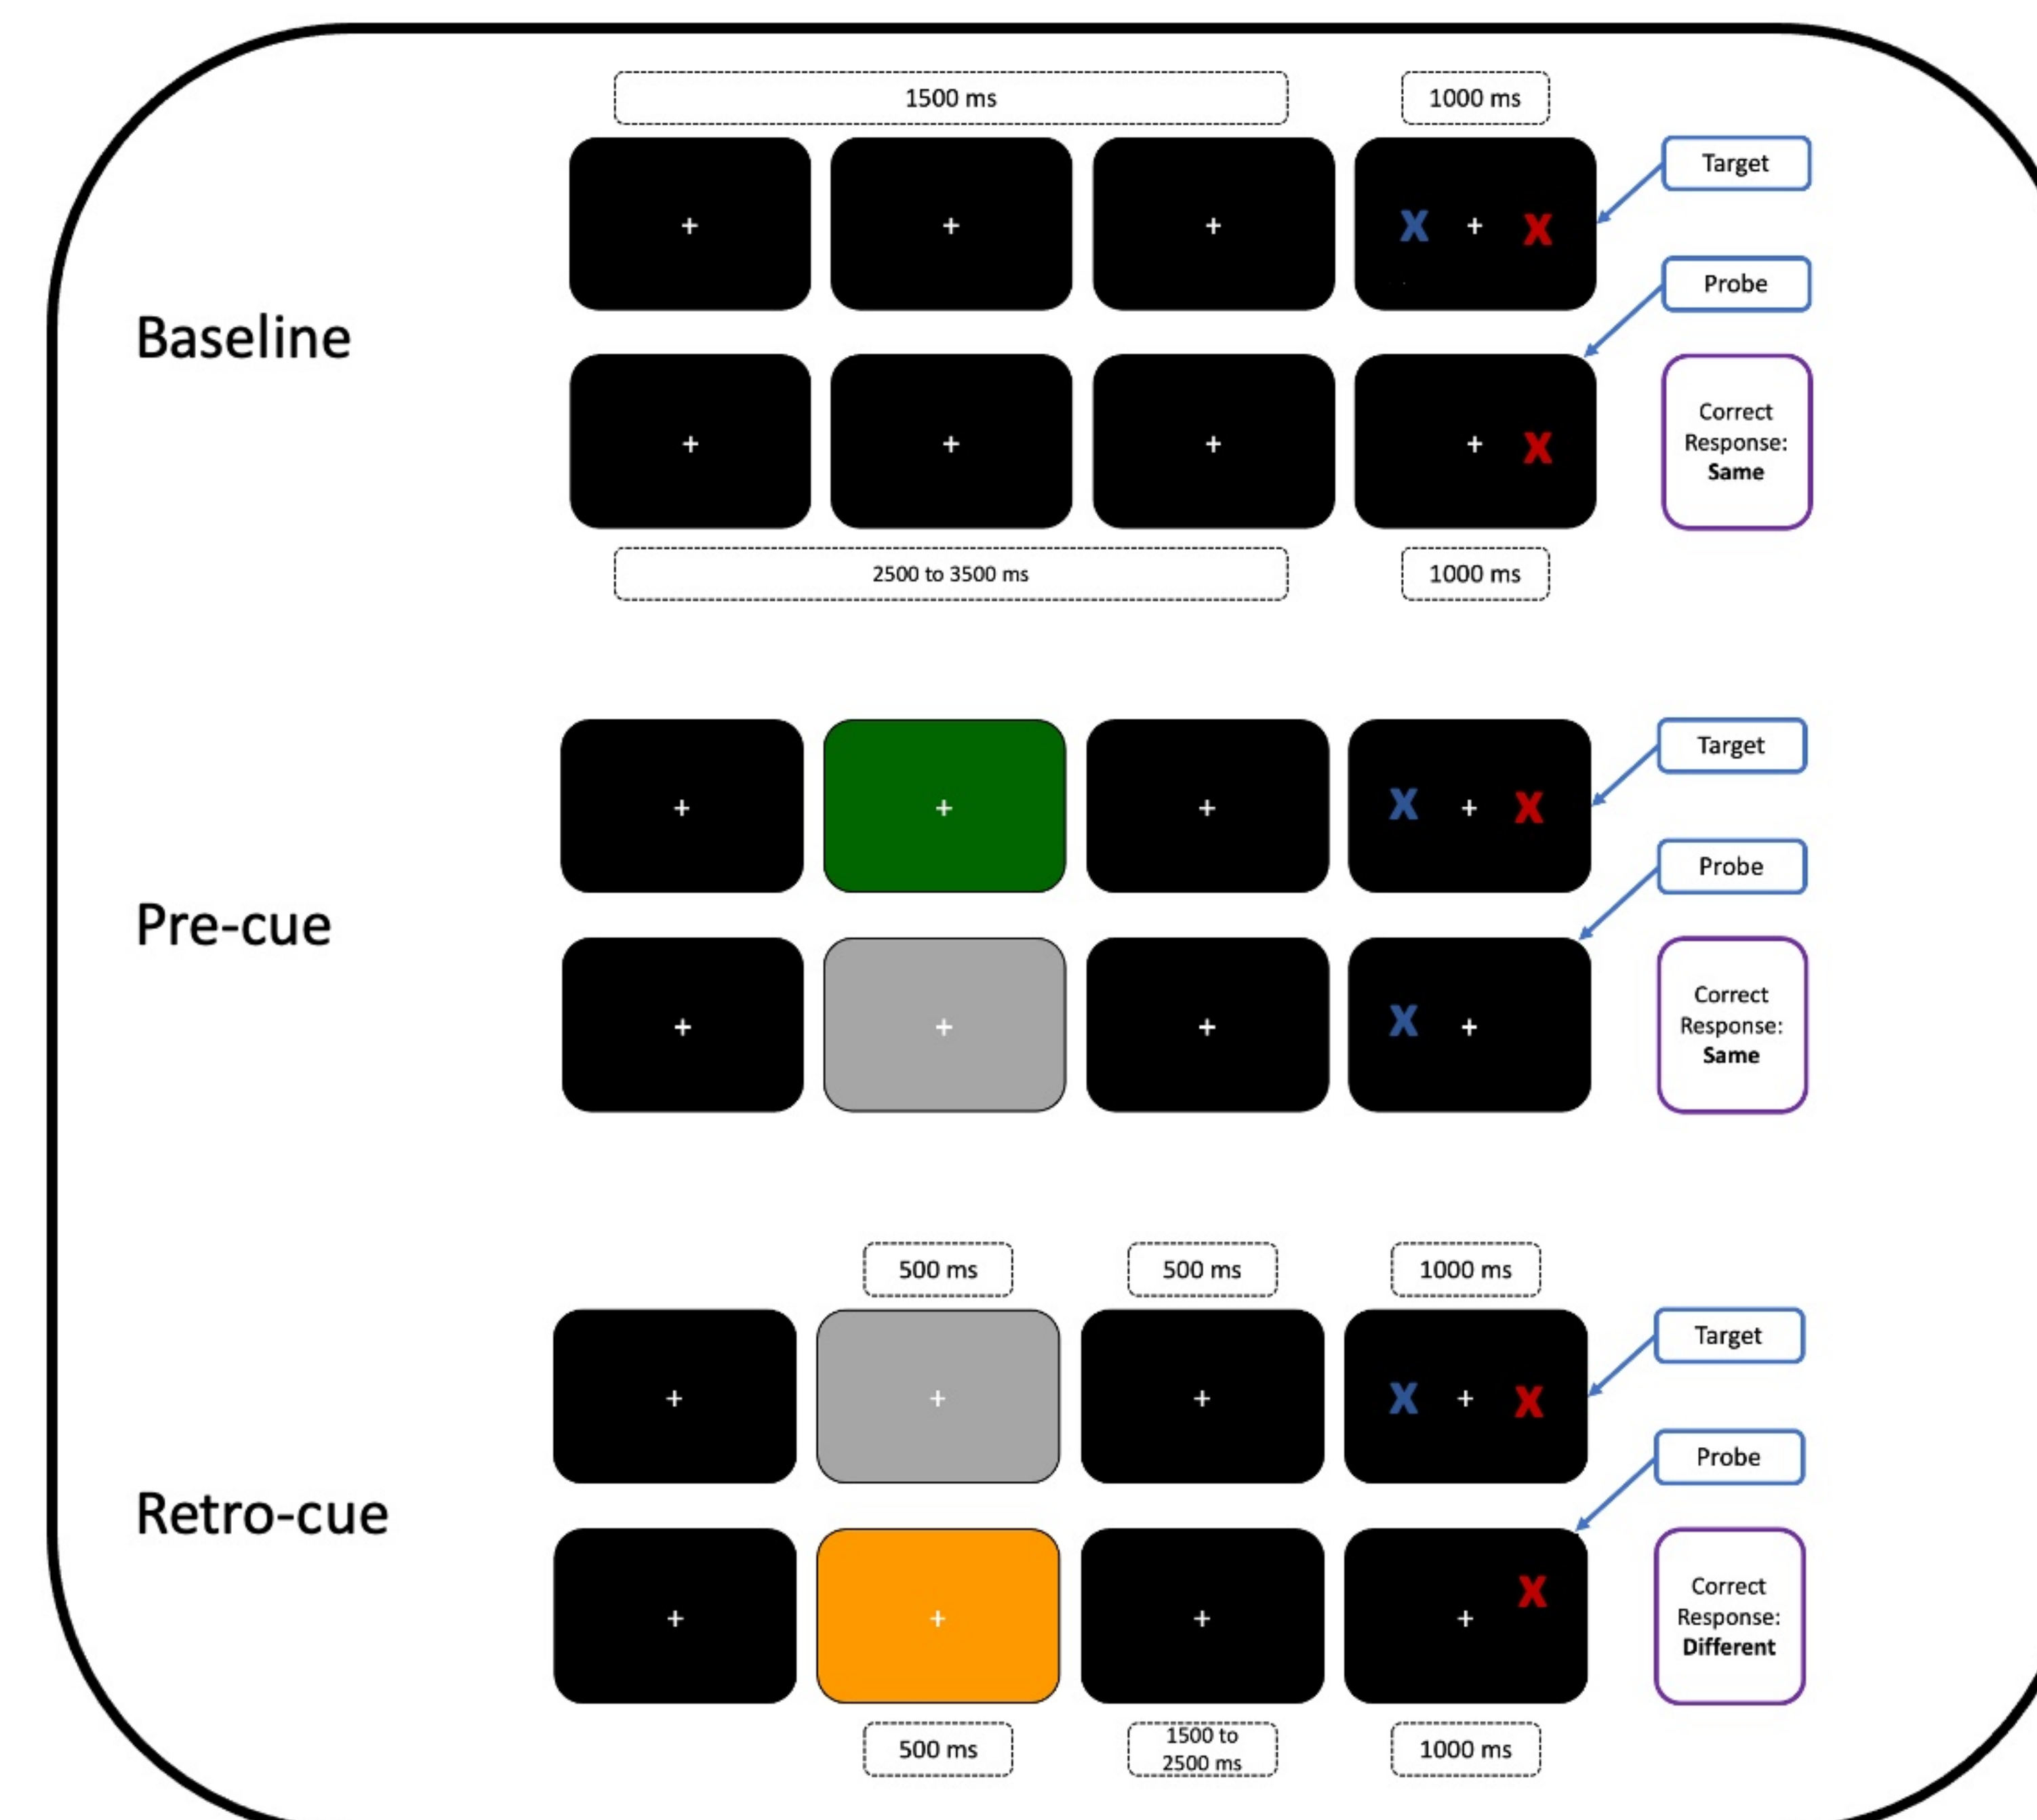 1500 ms
1000 ms
+ + + X + X
Target
Probe
Baseline
+ + + + X
Correct
Response:
Same
2500 to 3500 ms
1000 ms
+ + + X + X
Target
Probe
Pre-cue
+ + + X +
Correct
Response:
Same
500 ms
500 ms
1000 ms
+ + + X + X
Target
Probe
Retro-cue
+ + + + X
Correct
Response:
Different
500 ms
1500 to
2500 ms
1000 ms